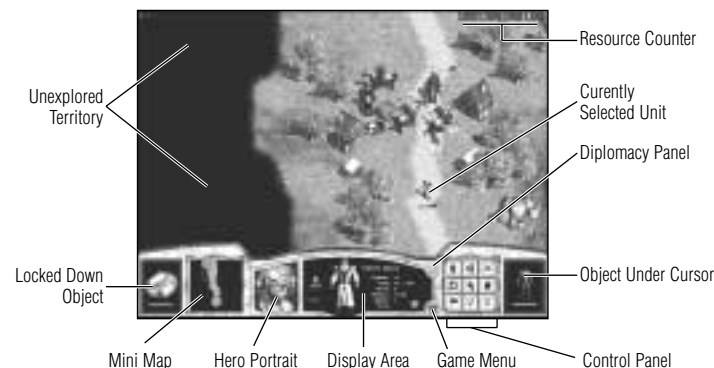 Resource Counter
Unexplored
Territory
Curently
Selected Unit
Diplomacy Panel
Locked Down
Object
Object Under Cursor
Mini Map
Hero Portrait
Display Area
Game Menu
Control Panel